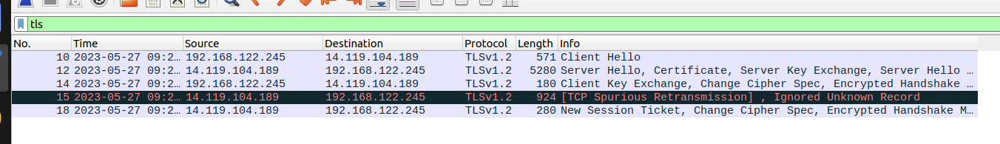 tls
No. Time Source Destination Protocol Length Info
10 2023-05-27 09:2… 192.168.122.245 14.119.104.189 TLSv1.2 571 Client Hello
12 2023-05-27 09:2… 14.119.104.189 192.168.122.245 TLSv1.2 5280 Server Hello, Certificate, Server Key Exchange, Server Hello …
14 2023-05-27 09:2… 192.168.122.245 14.119.104.189 TLSv1.2 180 Client Key Exchange, Change Cipher Spec, Encrypted Handshake …
15 2023-05-27 09:2… 14.119.104.189 192.168.122.245 TLSv1.2 924 [TCP Spurious Retransmission] , Ignored Unknown Record
18 2023-05-27 09:2… 14.119.104.189 192.168.122.245 TLSv1.2 280 New Session Ticket, Change Cipher Spec, Encrypted Handshake M…